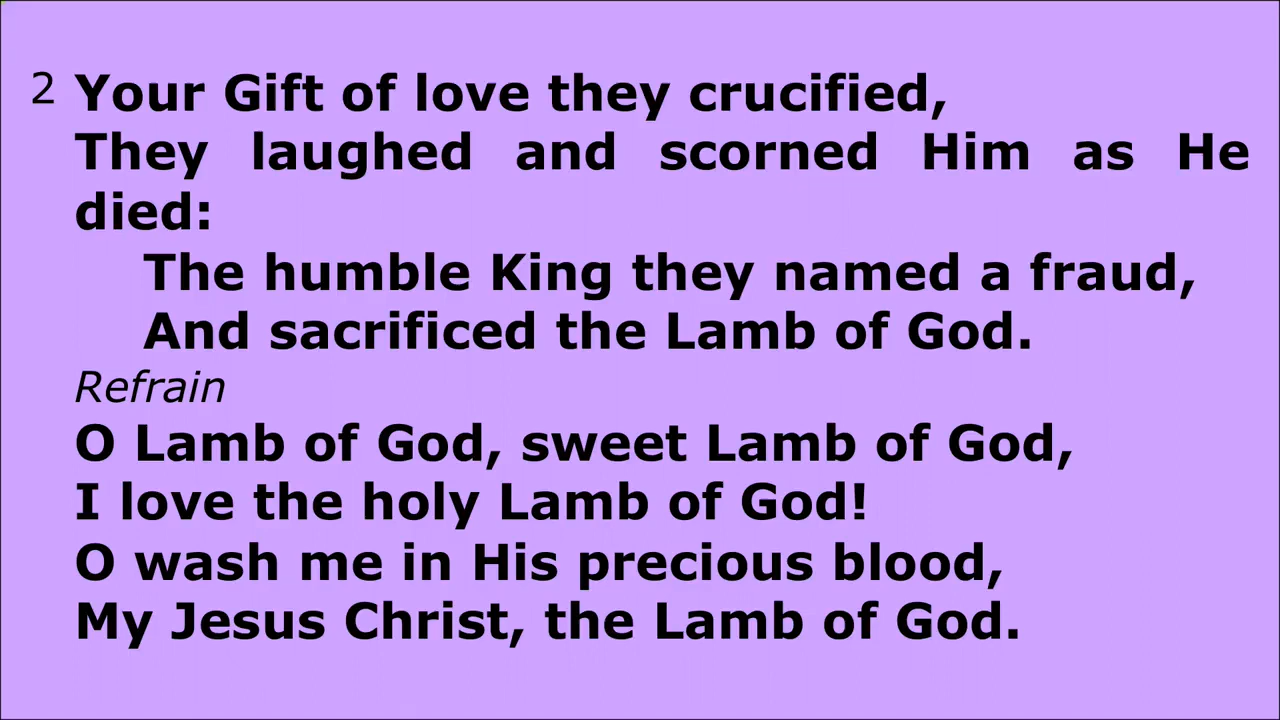 2 Your Gift of love they crucified,
They laughed and scorned Him as He
died:
The humble King they named a fraud,
And sacrificed the Lamb of God.
Refrain
O Lamb of God, sweet Lamb of God,
I love the holy Lamb of God!
O wash me in His precious blood,
My Jesus Christ, the Lamb of God.